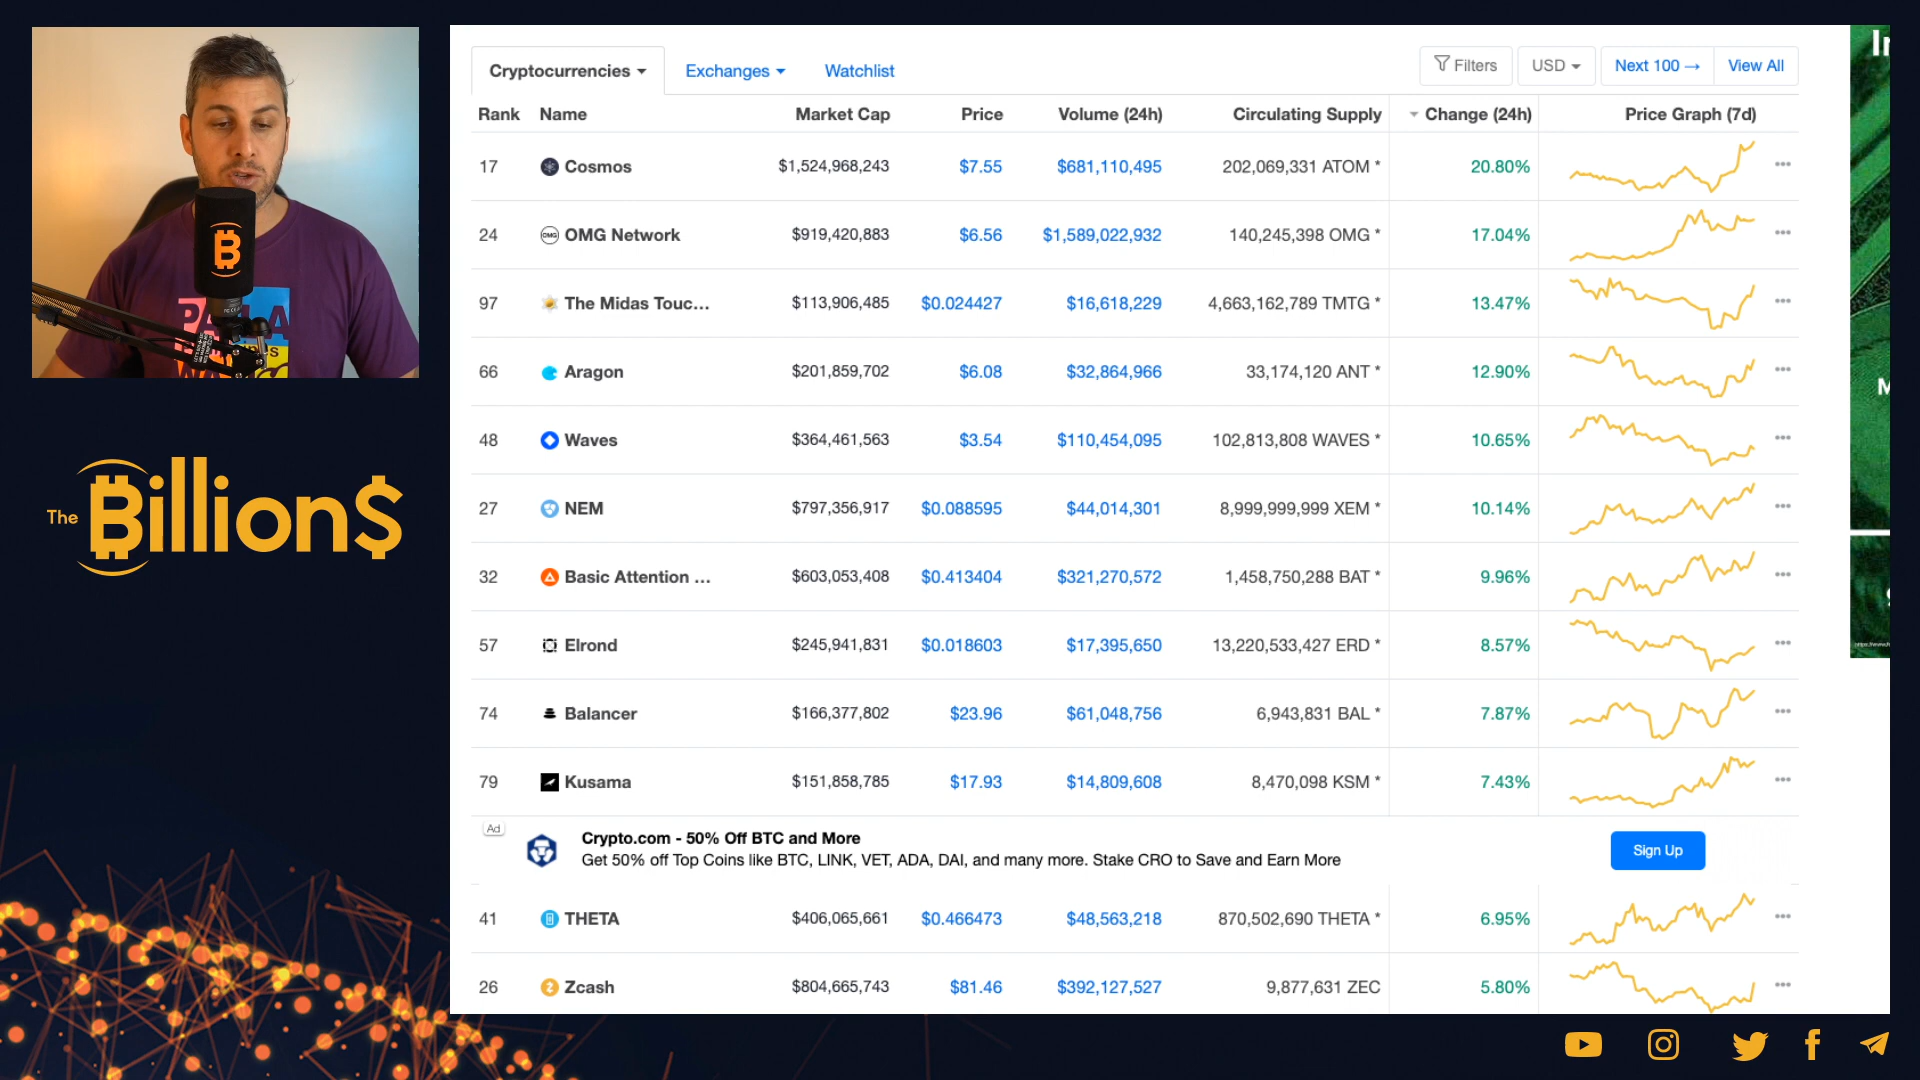 The Billion$
Cryptocurrencies Exchanges Watchlist Filters USD Next 100 → View All
Rank Name Market Cap Price Volume (24h) Circulating Supply Change (24h) Price Graph (7d)
17 Cosmos $1,524,968,243 $7.55 $681,110,495 202,069,331 ATOM * 20.80%
24 OMG Network $919,420,883 $6.56 $1,589,022,932 140,245,398 OMG * 17.04%
97 The Midas Touc... $113,906,485 $0.024427 $16,618,229 4,663,162,789 TMTG * 13.47%
66 Aragon $201,859,702 $6.08 $32,864,966 33,174,120 ANT * 12.90%
48 Waves $364,461,563 $3.54 $110,454,095 102,813,808 WAVES * 10.65%
27 NEM $797,356,917 $0.088595 $44,014,301 8,999,999,999 XEM * 10.14%
32 Basic Attention ... $603,053,408 $0.413404 $321,270,572 1,458,750,288 BAT * 9.96%
57 Elrond $245,941,831 $0.018603 $17,395,650 13,220,533,427 ERD * 8.57%
74 Balancer $166,377,802 $23.96 $61,048,756 6,943,831 BAL * 7.87%
79 Kusama $151,858,785 $17.93 $14,809,608 8,470,098 KSM * 7.43%
Ad
Crypto.com - 50% Off BTC and More
Get 50% off Top Coins like BTC, LINK, VET, ADA, DAI, and many more. Stake CRO to Save and Earn More
Sign Up
41 THETA $406,065,661 $0.466473 $48,563,218 870,502,690 THETA * 6.95%
26 Zcash $804,665,743 $81.46 $392,127,527 9,877,631 ZEC 5.80%